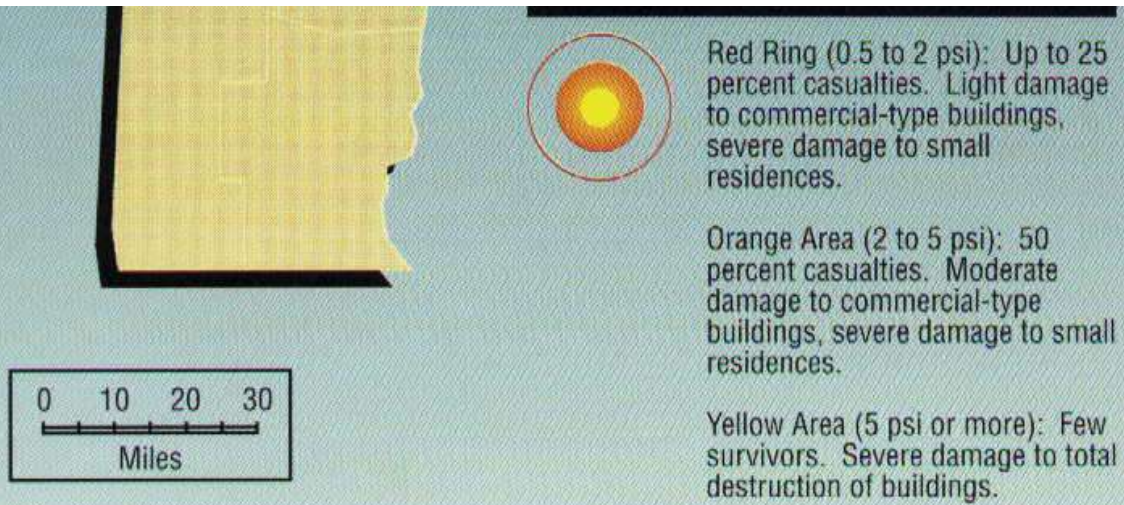 Red Ring (0.5 to 2 psi): Up to 25
percent casualties. Light damage
to commercial-type buildings,
severe damage to small
residences.
Orange Area (2 to 5 psi): 50
percent casualties. Moderate
damage to commercial-type
buildings, severe damage to small
residences.
Yellow Area (5 psi or more): Few
survivors. Severe damage to total
destruction of buildings.
0 10 20 30
Miles